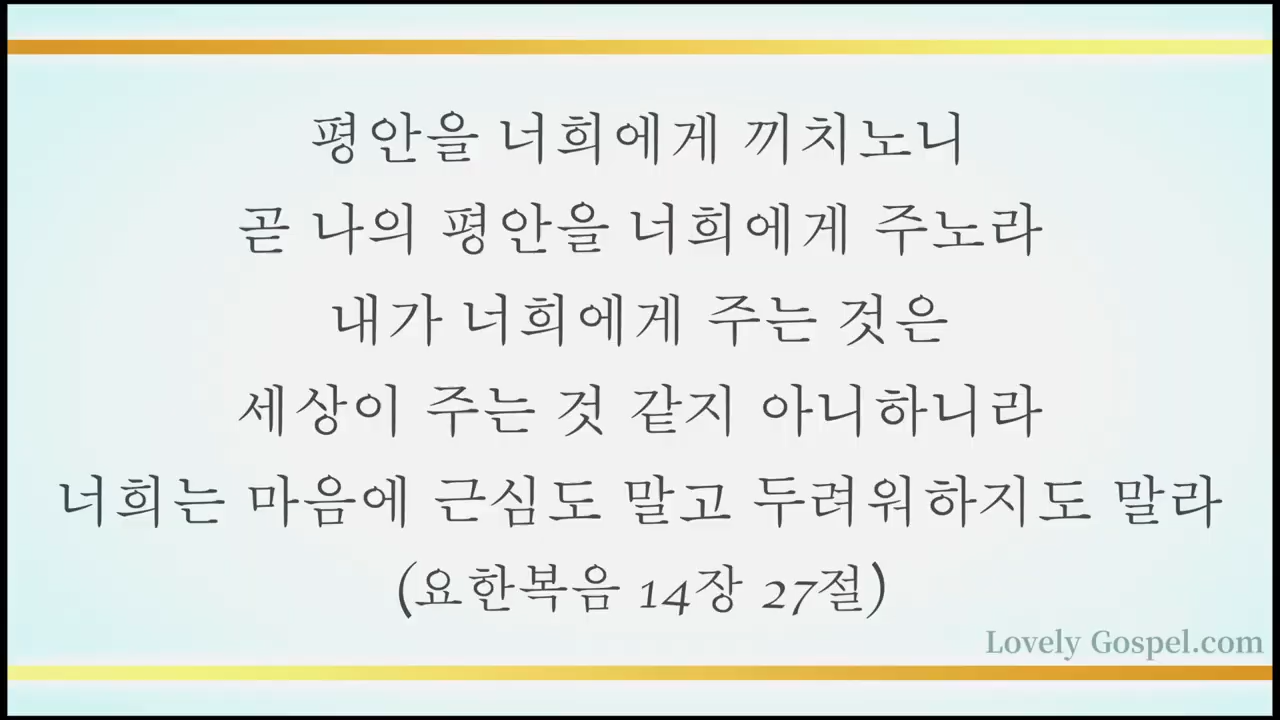 평안을 너희에게 끼치노니
곧 나의 평안을 너희에게 주노라
내가 너희에게 주는 것은
세상이 주는 것 같지 아니하니라
너희는 마음에 근심도 말고 두려워하지도 말라
(요한복음 14장 27절)
Lovely Gospel.com